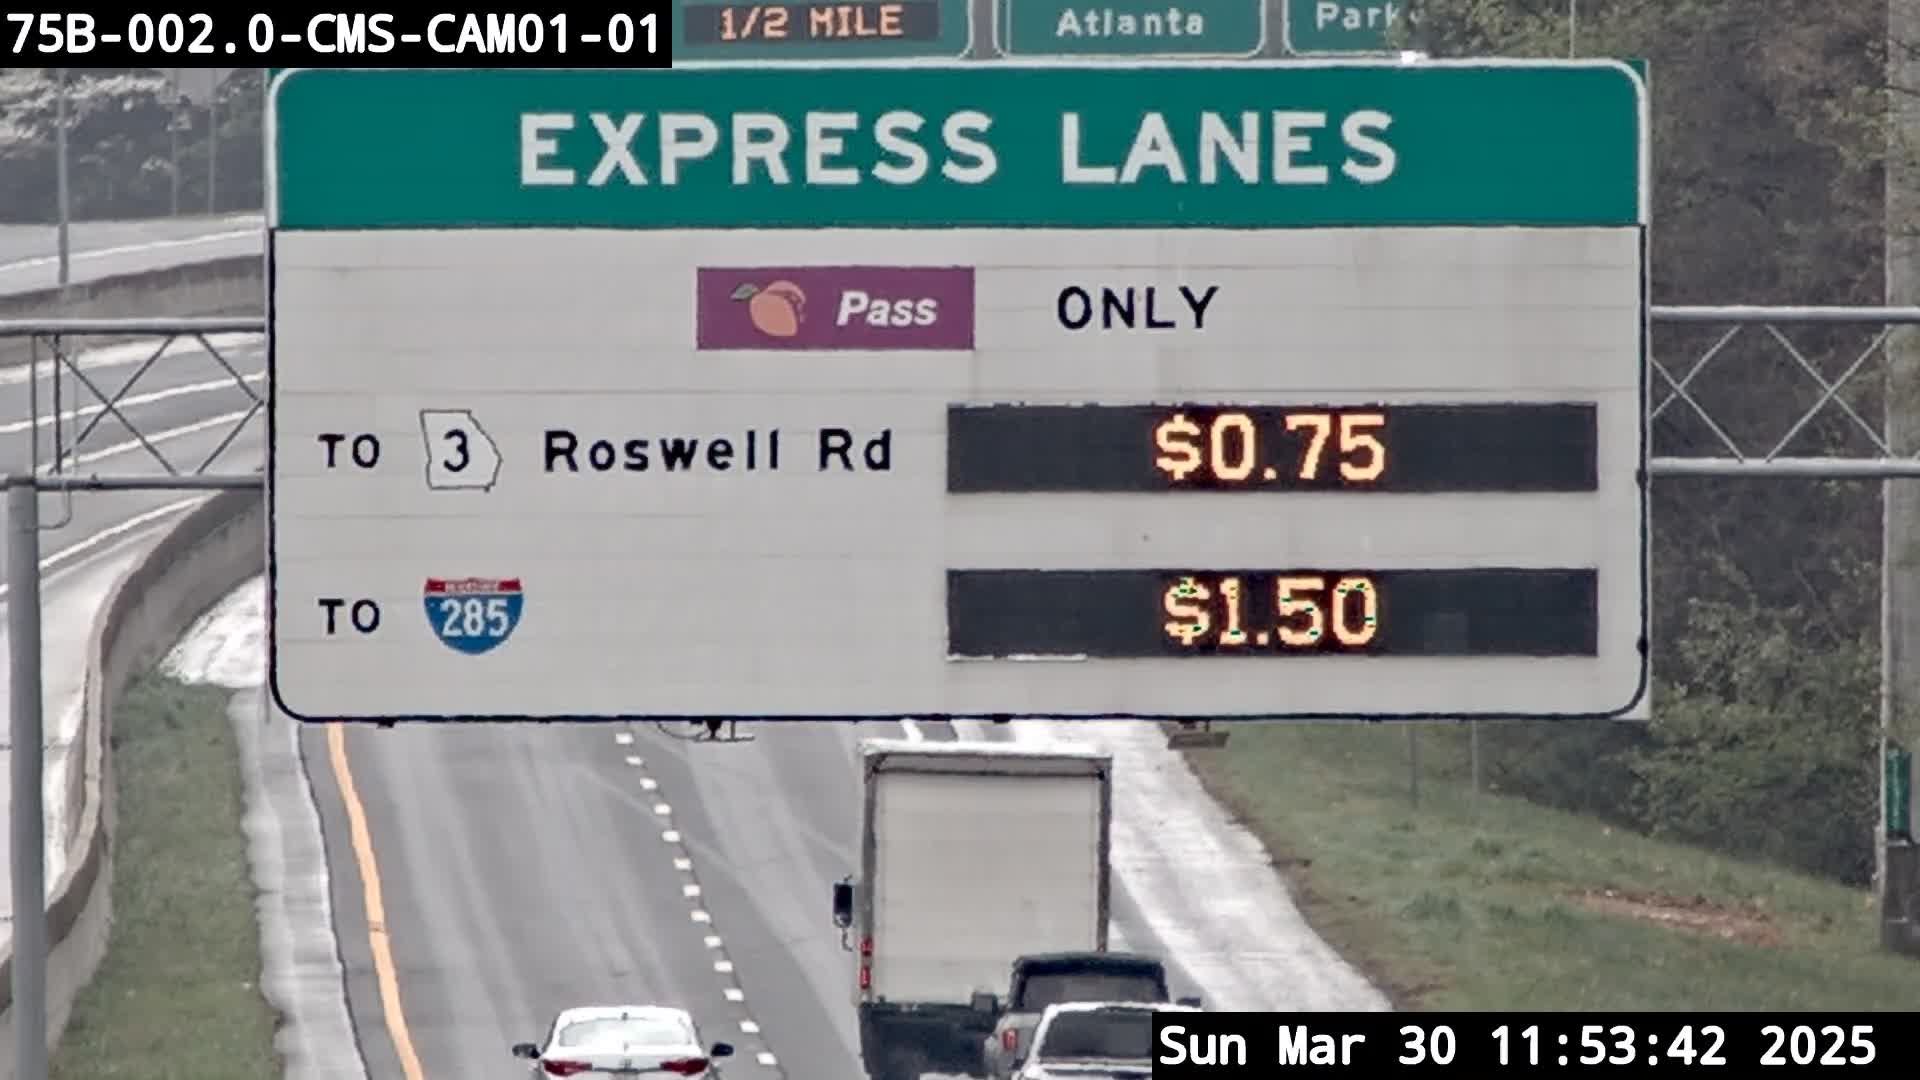 75B-002.0-CMS-CAM01-01
1/2 MILE
Atlanta
EXPRESS LANES
Pass ONLY
TO 3 Roswell Rd $0.75
TO 285 $1.50
Sun Mar 30 11:53:42 2025